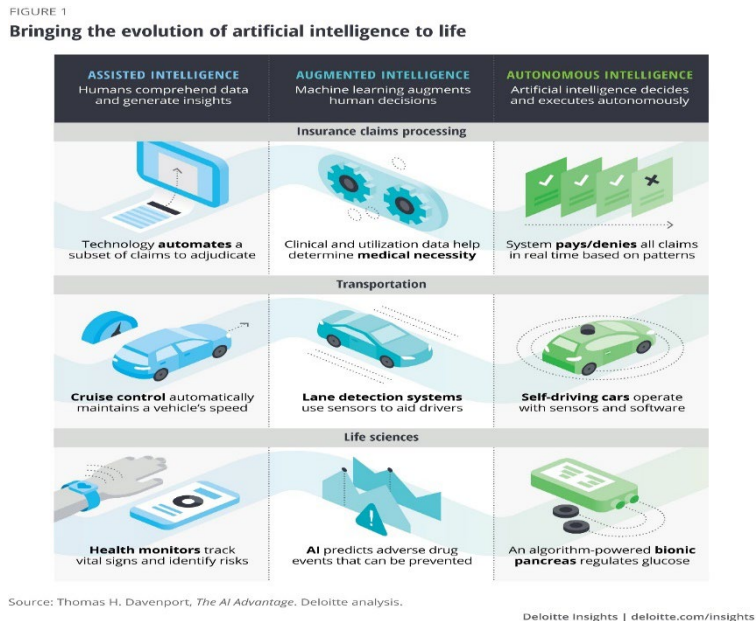 FIGURE 1
Bringing the evolution of artificial intelligence to life
ASSISTED INTELLIGENCE
Humans comprehend data
and generate insights
AUGMENTED INTELLIGENCE
Machine learning augments
human decisions
AUTONOMOUS INTELLIGENCE
Artificial intelligence decides
and executes autonomously
Insurance claims processing
Technology automates a
subset of claims to adjudicate
Clinical and utilization data help
determine medical necessity
System pays/denies all claims
in real time based on patterns
Transportation
Cruise control automatically
maintains a vehicle's speed
Lane detection systems
use sensors to aid drivers
Self-driving cars operate
with sensors and software
Life sciences
Health monitors track
vital signs and identify risks
AI predicts adverse drug
events that can be prevented
An algorithm-powered bionic
pancreas regulates glucose
Source: Thomas H. Davenport, The AI Advantage. Deloitte analysis.
Deloitte Insights | deloitte.com/insights